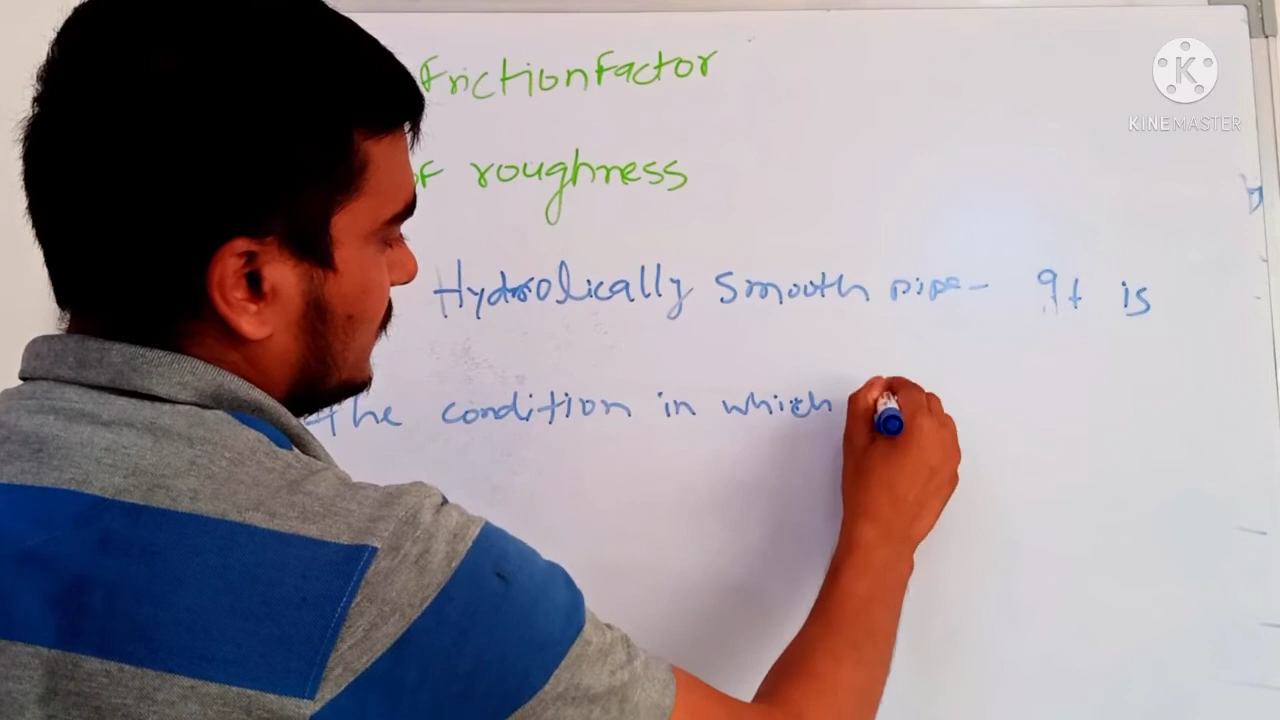 frictionfactor
of roughness
Hydrolically smooth pipe- It is
the condition in which
KINEMASTER